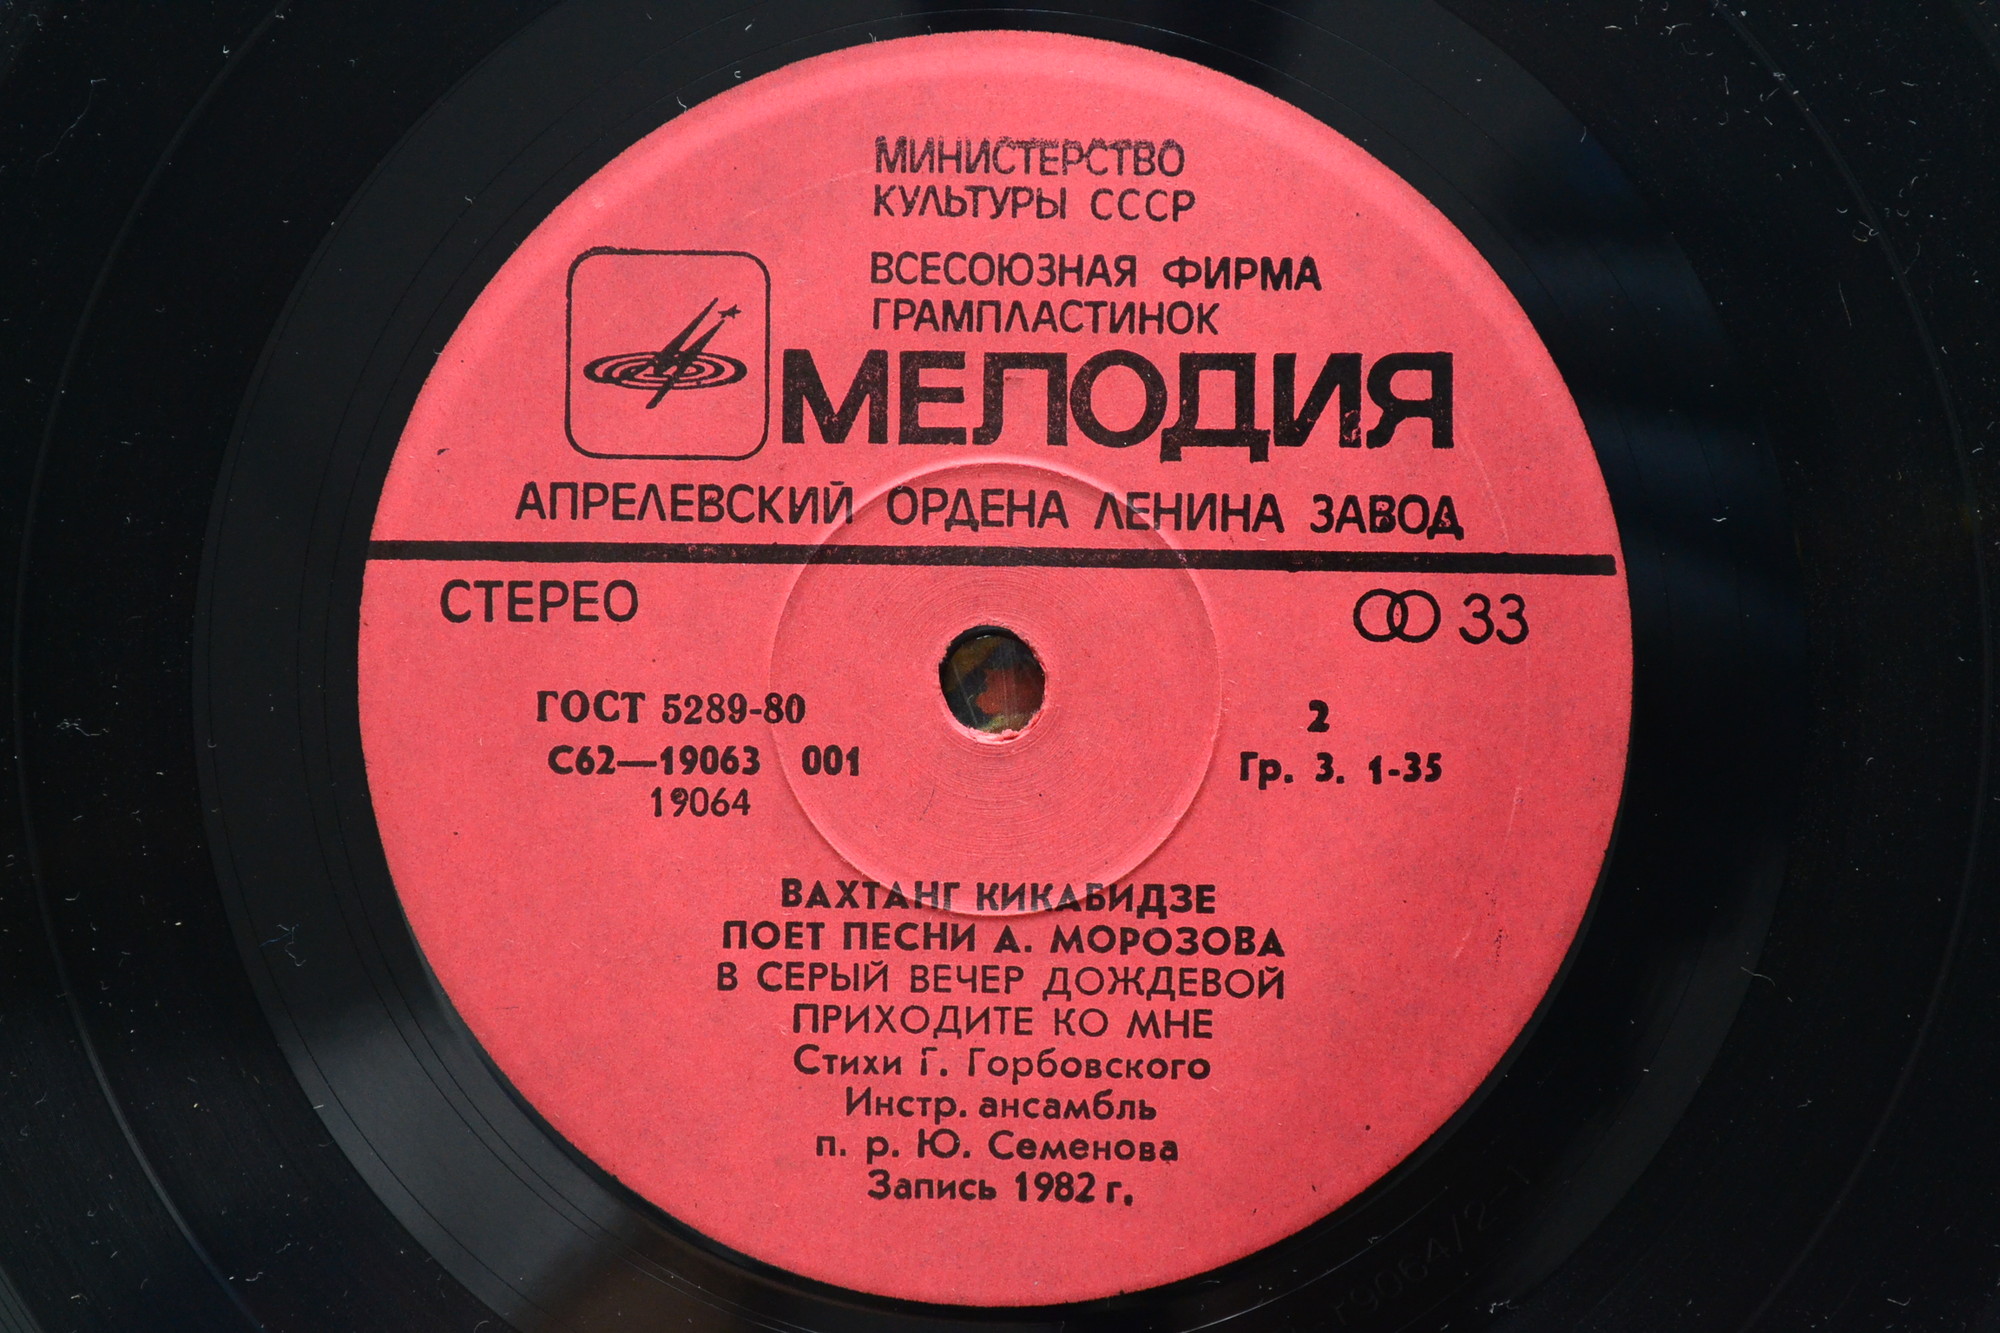 МИНИСТЕРСТВО
КУЛЬТУРЫ СССР
ВСЕСОЮЗНАЯ ФИРМА
ГРАМПЛАСТИНОК
МЕЛОДИЯ
АПРЕЛЕВСКИЙ ОРДЕНА ЛЕНИНА ЗАВОД
СТЕРЕО
33
ГОСТ 5289-80
2
С62—19063 001
Гр. 3. 1-35
19064
ВАХТАНГ КИКАБИДЗЕ
ПОЕТ ПЕСНИ А. МОРОЗОВА
В СЕРЫЙ ВЕЧЕР ДОЖДЕВОЙ
ПРИХОДИТЕ КО МНЕ
Стихи Г. Горбовского
Инстр. ансамбль
п. р. Ю. Семенова
Запись 1982 г.